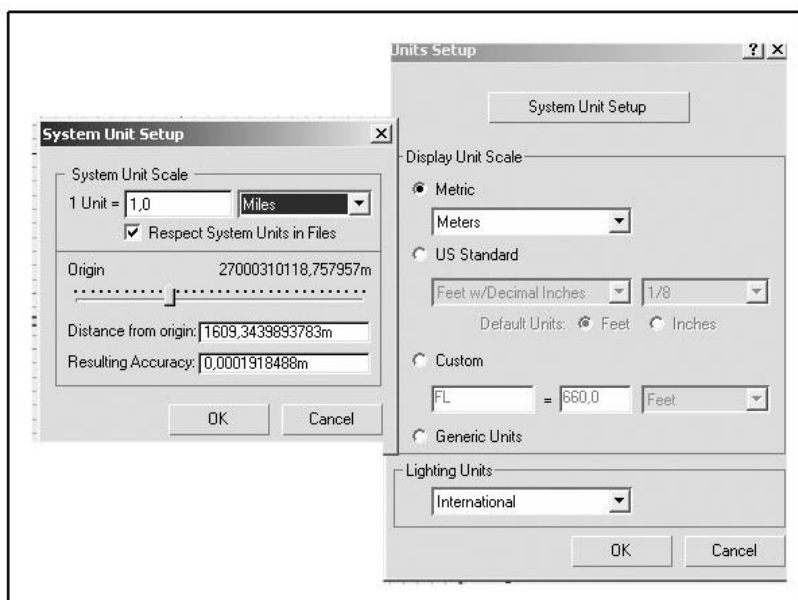 System Unit Setup
System Unit Scale
1 Unit = 1,0 Miles
Respect System Units in Files
Origin 27000310118,757957m
Distance from origin: 1609,3439893783m
Resulting Accuracy: 0,0001918488m
OK Cancel
Units Setup
System Unit Setup
Display Unit Scale
Metric
Meters
US Standard
Feet w/Decimal Inches 1/8
Default Units: Feet Inches
Custom
FL = 660,0 Feet
Generic Units
Lighting Units
International
OK Cancel